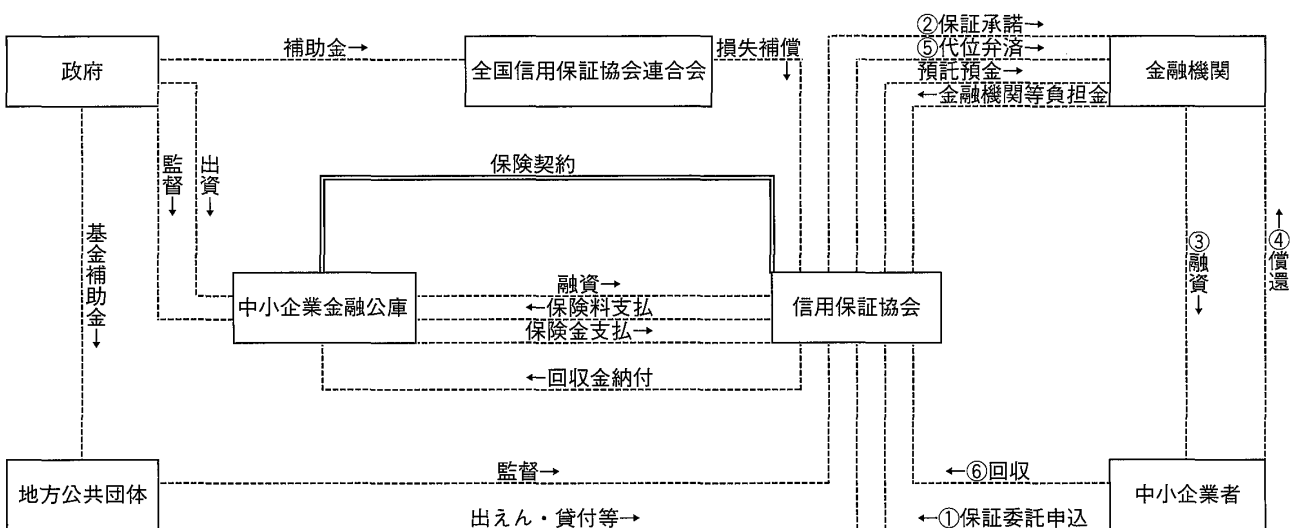 ②保証承諾→
政府
補助金→
全国信用保証協会連合会
損失補償
↓
⑤代位弁済→
預託預金→
←金融機関等負担金
金融機関
監督↓
出資↓
保険契約
基金補助金↓
③融資↓
↑④償還
中小企業金融公庫
融資→
←保険料支払
保険金支払→
信用保証協会
←回収金納付
地方公共団体
監督→
←⑥回収
中小企業者
出えん・貸付等→
←①保証委託申込